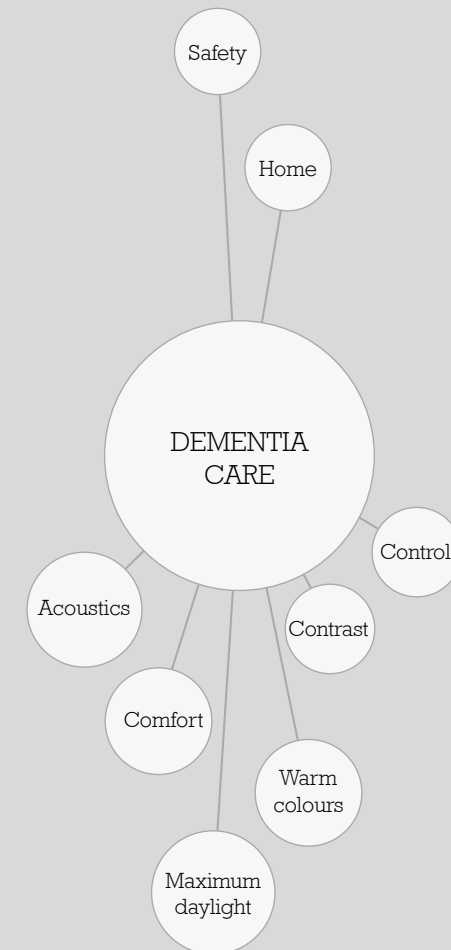 Safety
Home
DEMENTIA
CARE
Control
Acoustics
Contrast
Comfort
Warm
colours
Maximum
daylight